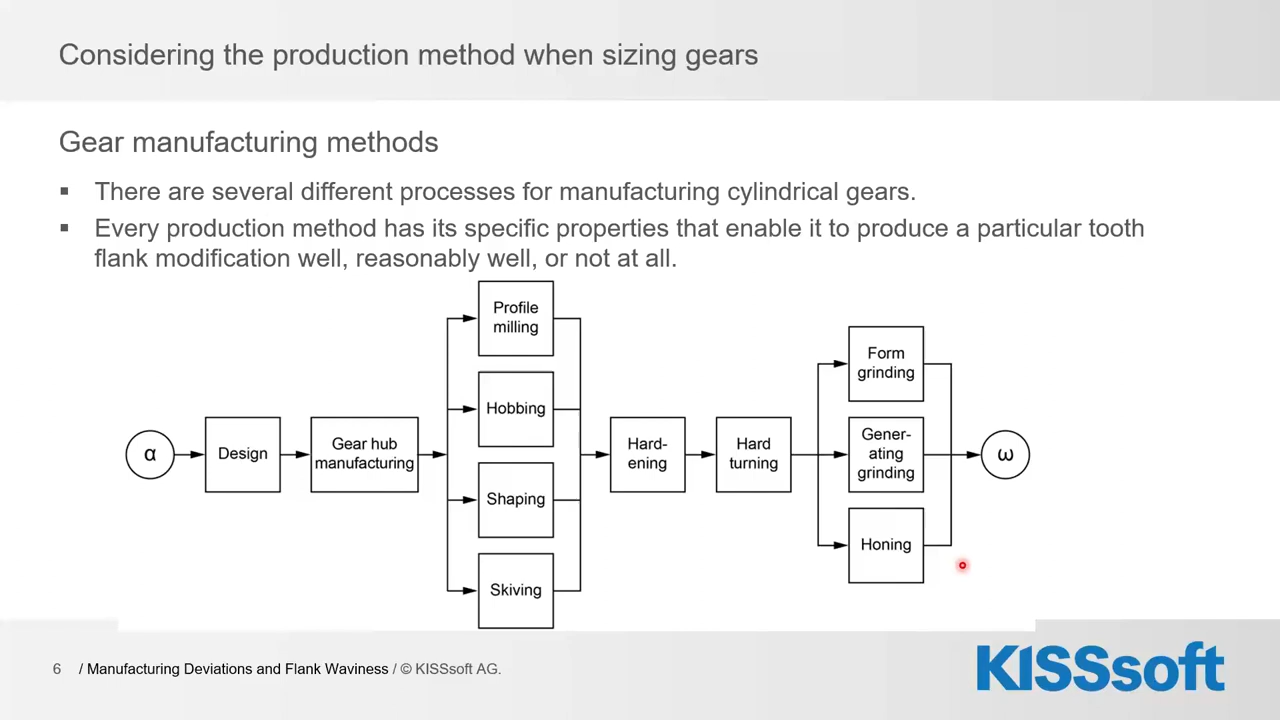 Considering the production method when sizing gears
Gear manufacturing methods
▪ There are several different processes for manufacturing cylindrical gears.
▪ Every production method has its specific properties that enable it to produce a particular tooth
flank modification well, reasonably well, or not at all.
α
Design
Gear hub
manufacturing
Profile
milling
Hobbing
Shaping
Skiving
Hard-
ening
Hard
turning
Form
grinding
Gener-
ating
grinding
Honing
ω
6 / Manufacturing Deviations and Flank Waviness / © KISSsoft AG.
KISSsoft